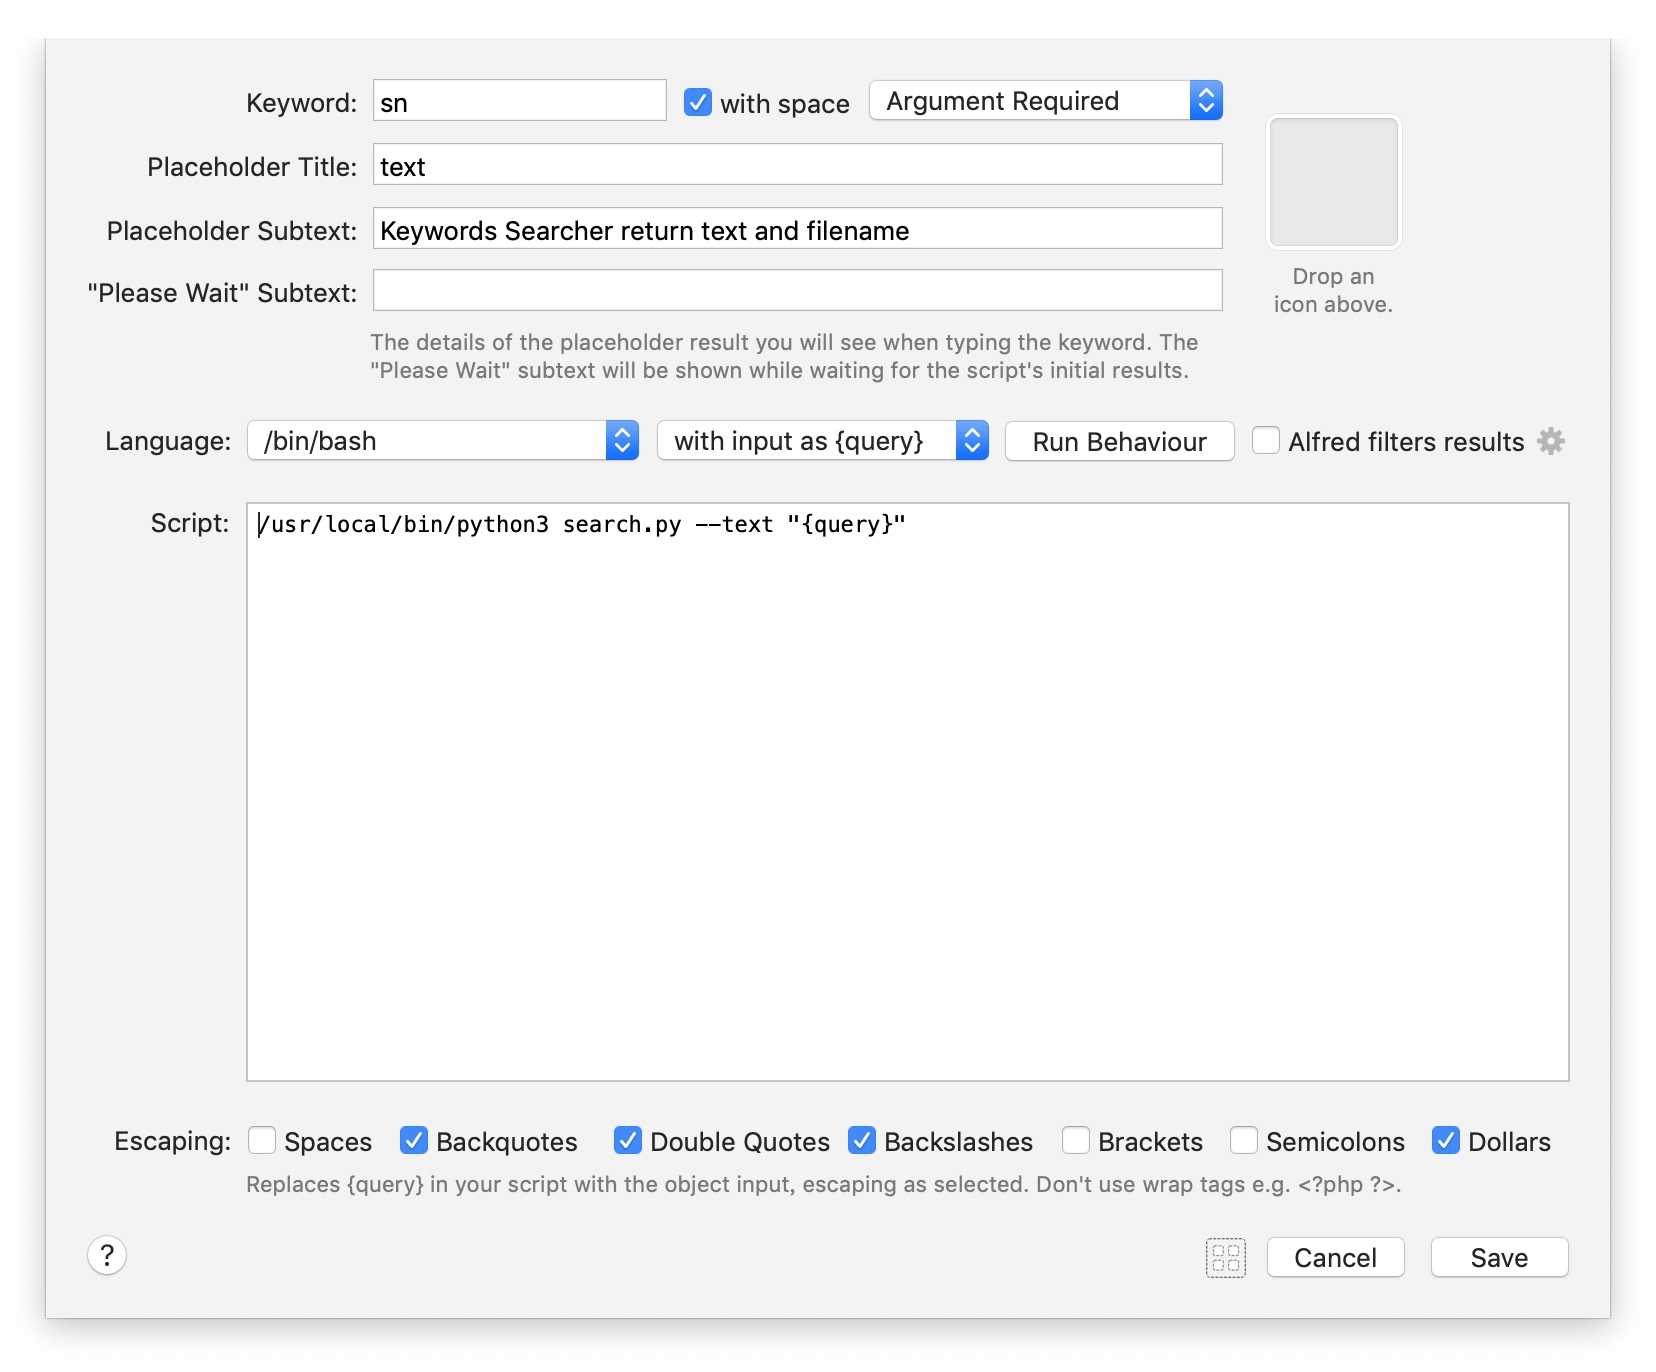 Keyword: sn with space Argument Required
Placeholder Title: text
Placeholder Subtext: Keywords Searcher return text and filename
"Please Wait" Subtext:
Drop an
icon above.
The details of the placeholder result you will see when typing the keyword. The
"Please Wait" subtext will be shown while waiting for the script's initial results.
Language: /bin/bash with input as {query} Run Behaviour Alfred filters results
Script: /usr/local/bin/python3 search.py --text "{query}"
Escaping: Spaces Backquotes Double Quotes Backslashes Brackets Semicolons Dollars
Replaces {query} in your script with the object input, escaping as selected. Don't use wrap tags e.g. <?php ?>.
? Cancel Save